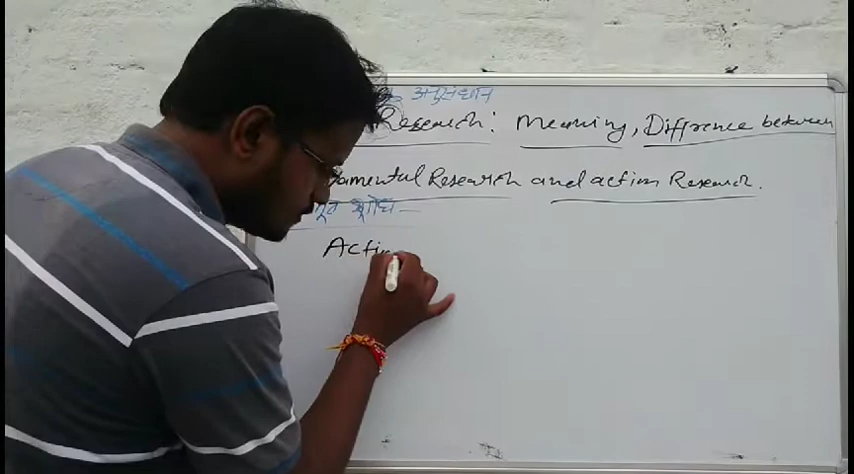 अनुसंधान
Research: Meaning, Difference between
amental Research and action Research.
शोध
Acti